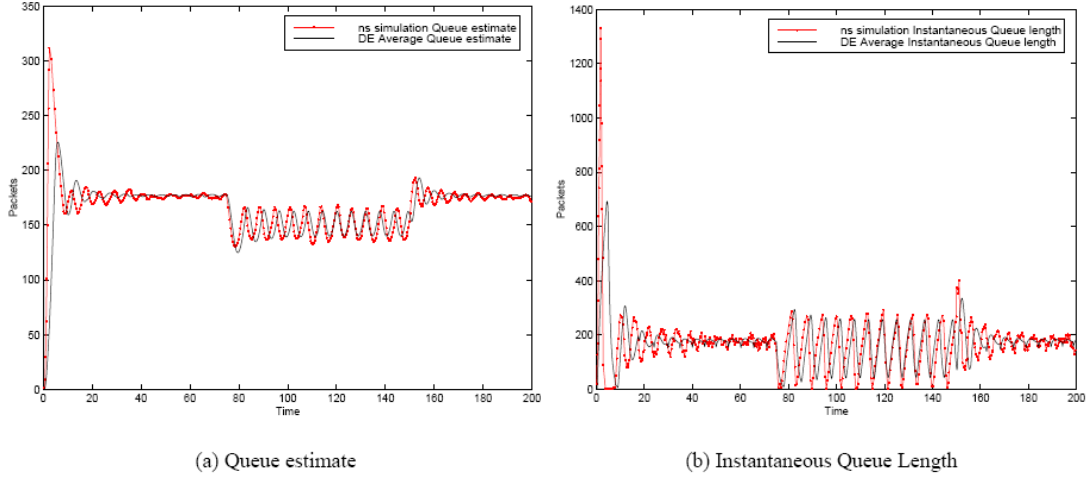 350
300
250
200
150
100
50
0
Packets
ns simulation Queue estimate
DE Average Queue estimate
0 20 40 60 80 100 120 140 160 180 200
Time
(a) Queue estimate
1400
1200
1000
800
600
400
200
0
Packets
ns simulation Instantaneous Queue length
DE Average Instantaneous Queue length
0 20 40 60 80 100 120 140 160 180 200
Time
(b) Instantaneous Queue Length